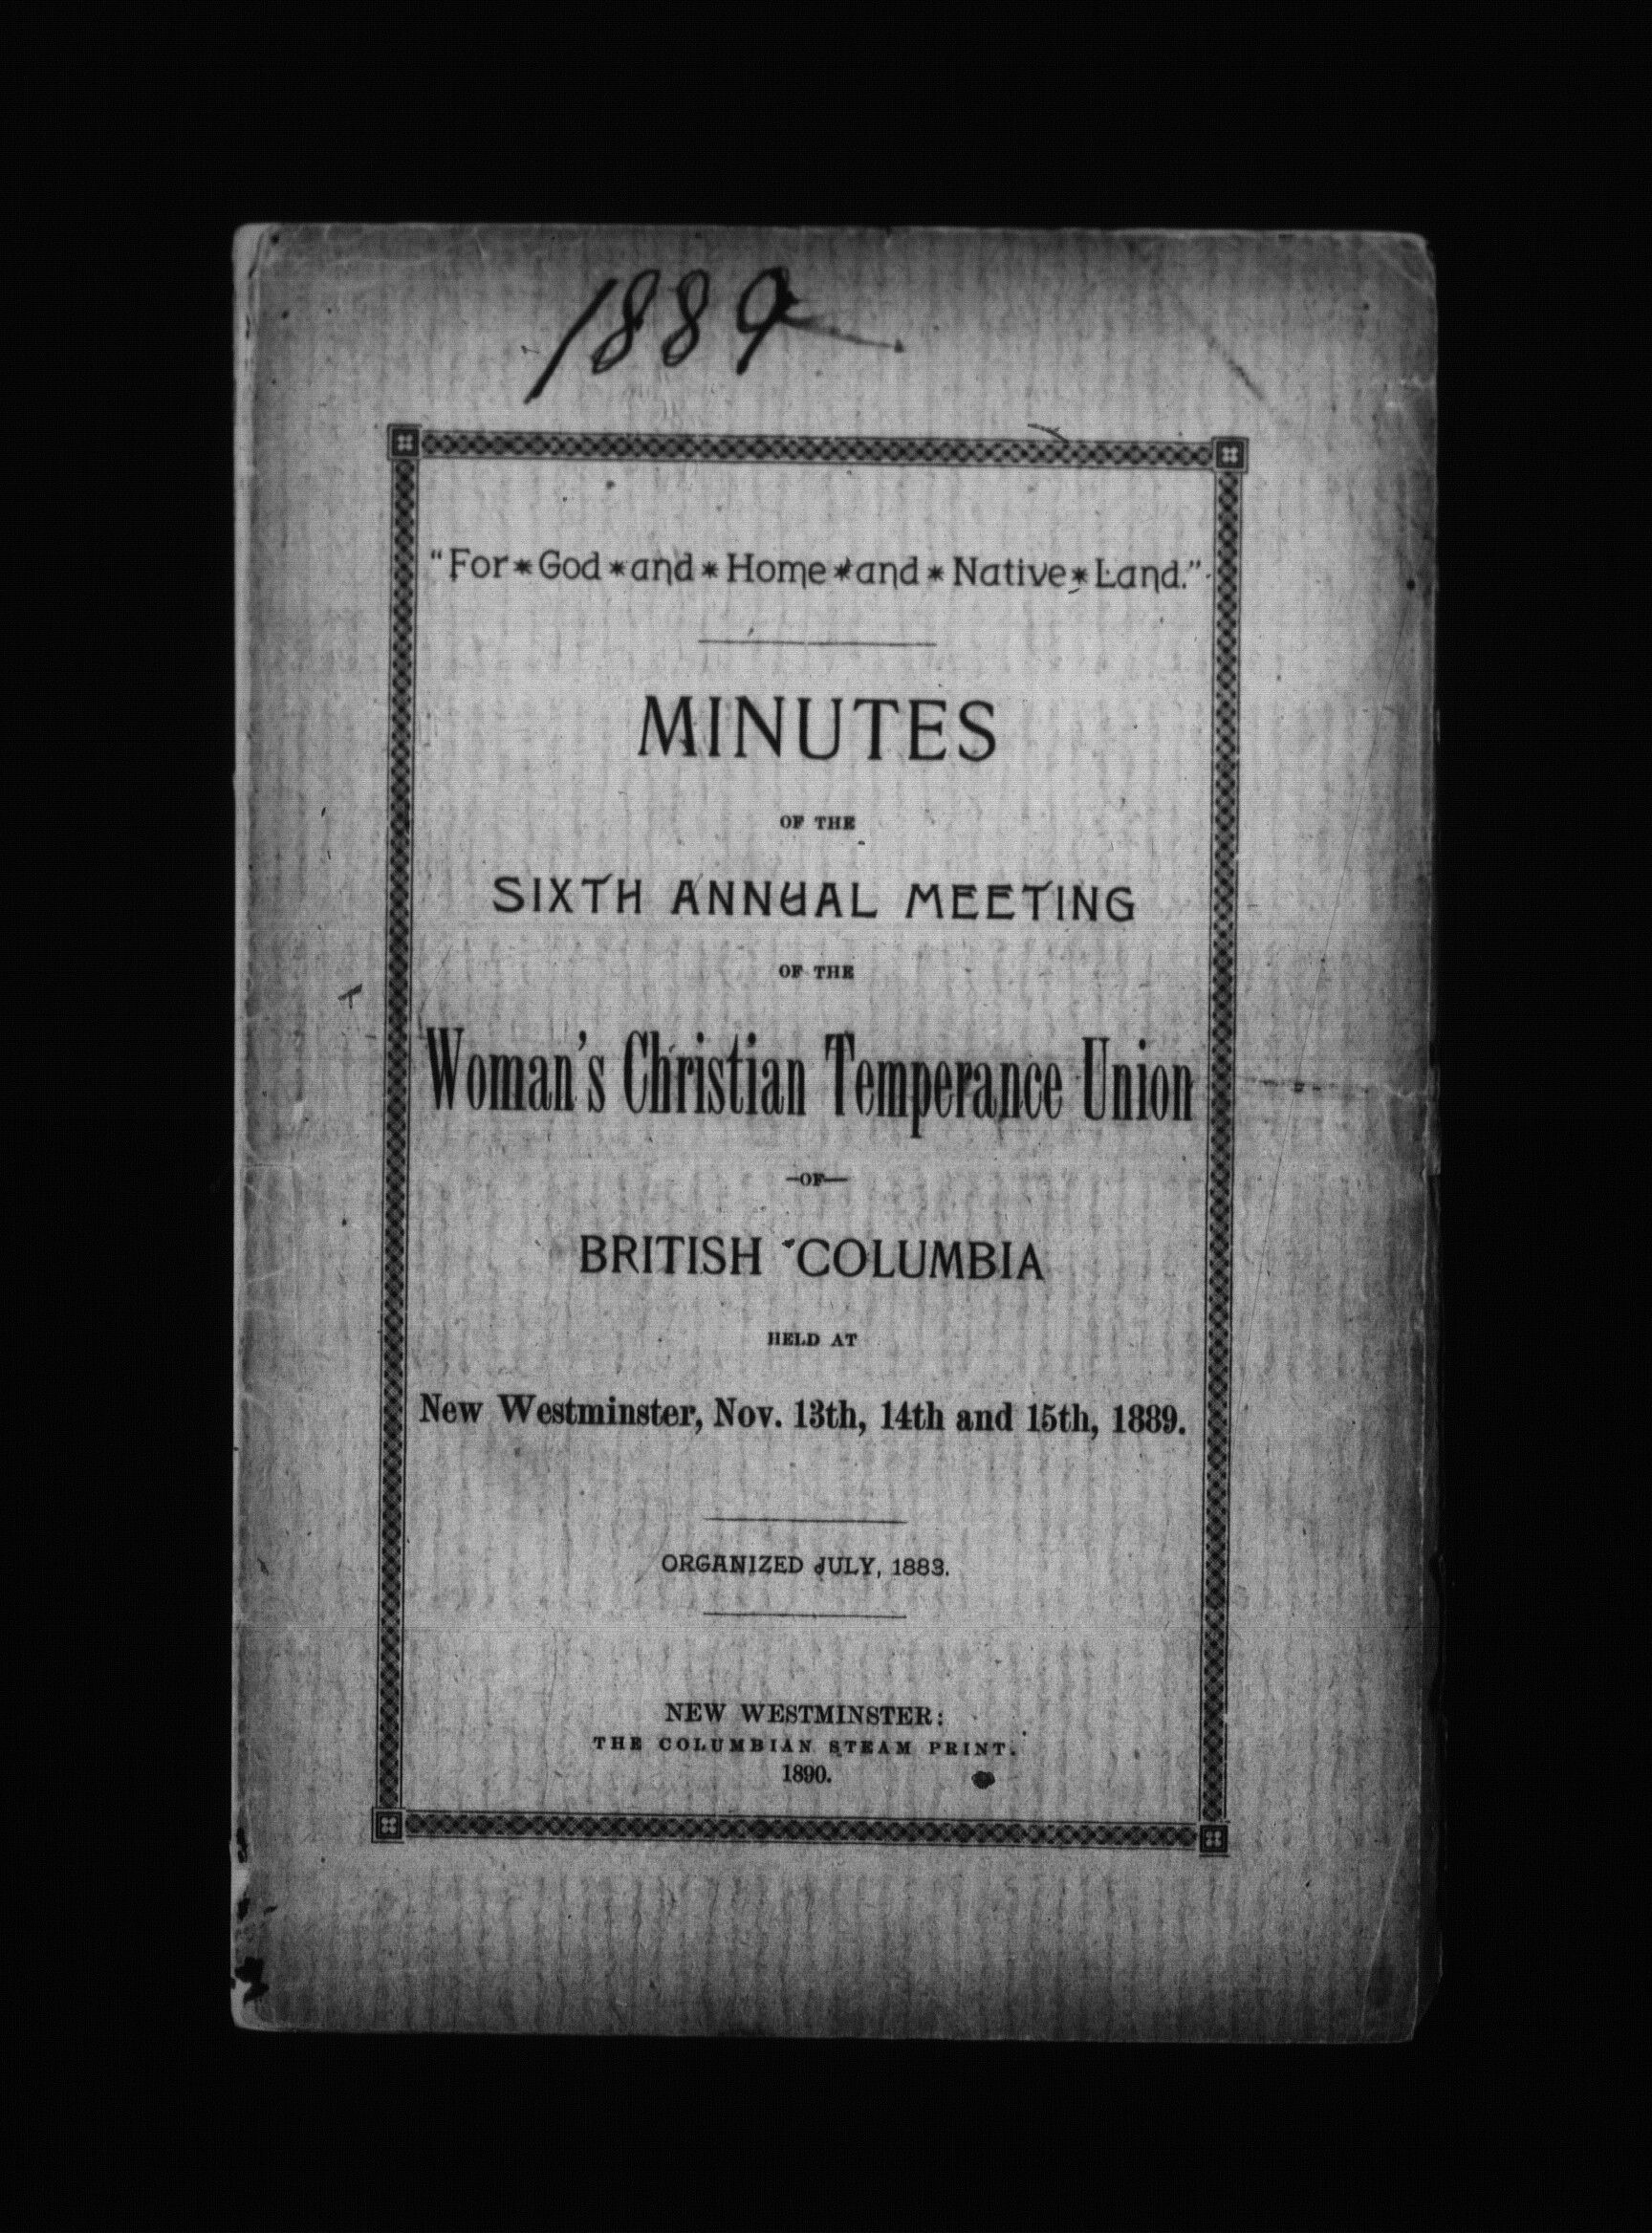 1889
"For * God * and * Home * and * Native * Land."
MINUTES
OF THE
SIXTH ANNUAL MEETING
OF THE
Woman's Christian Temperance Union
—OF—
BRITISH COLUMBIA
HELD AT
New Westminster, Nov. 13th, 14th and 15th, 1889.
ORGANIZED JULY, 1883.
NEW WESTMINSTER:
THE COLUMBIAN STEAM PRINT.
1890.